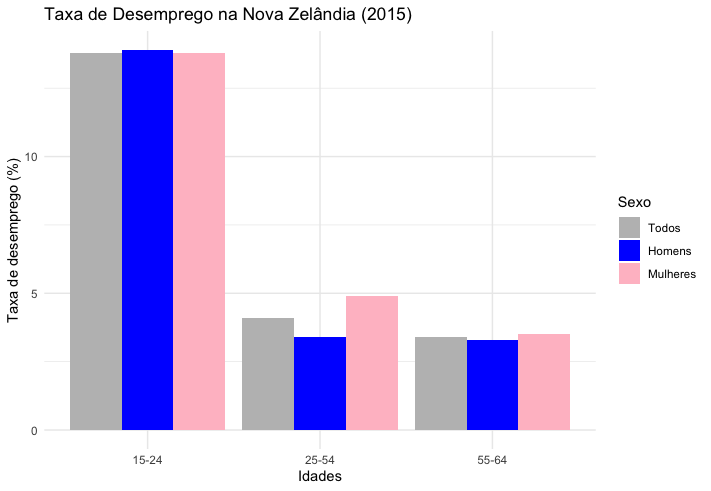 Taxa de Desemprego na Nova Zelândia (2015)
Taxa de desemprego (%)
10
5
0
15-24
25-54
55-64
Idades
Sexo
Todos
Homens
Mulheres